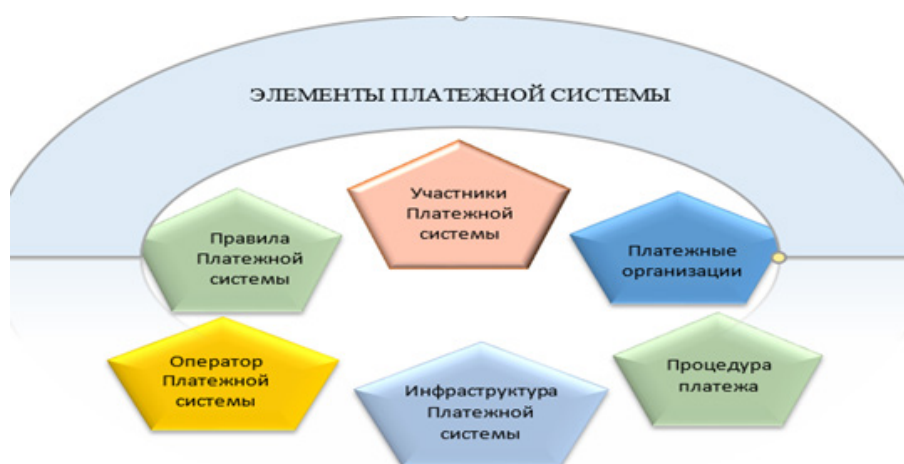 ЭЛЕМЕНТЫ ПЛАТЕЖНОЙ СИСТЕМЫ
Участники
Платежной
системы
Правила
Платежной
системы
Платежные
организации
Оператор
Платежной
системы
Инфраструктура
Платежной
системы
Процедура
платежа